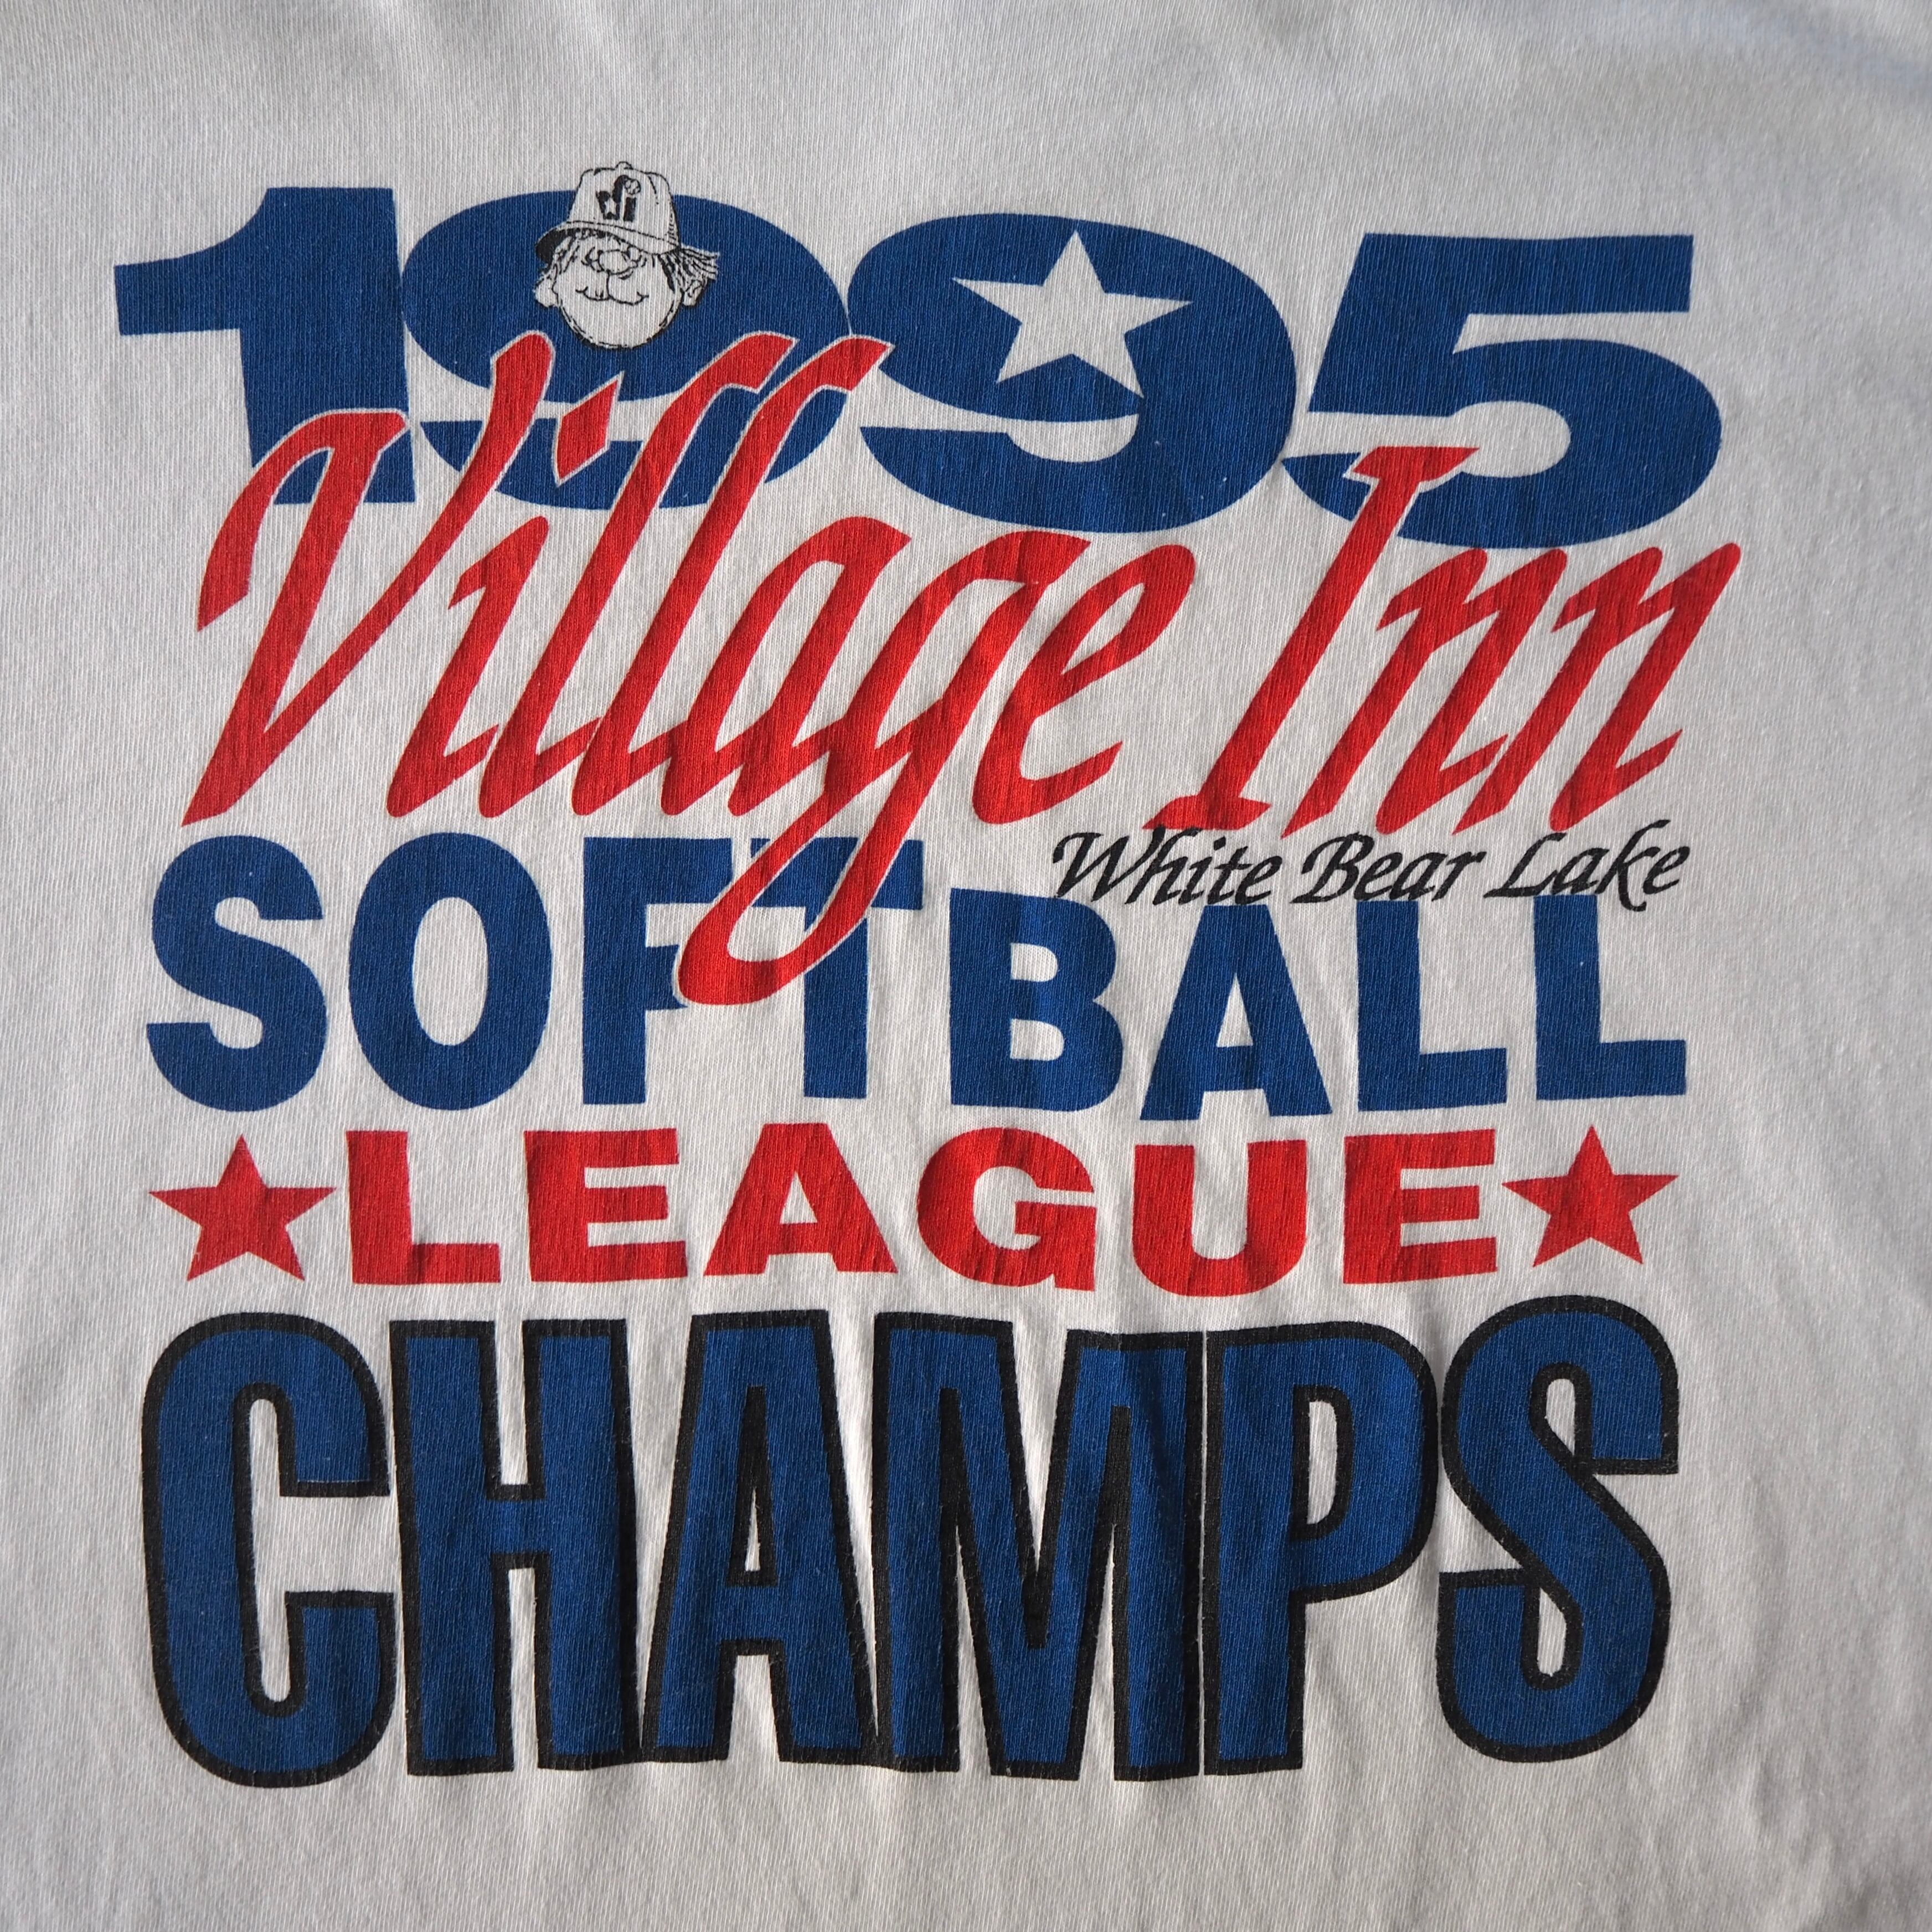 1995
Village Inn
White Bear Lake
SOFTBALL
LEAGUE
CHAMPS